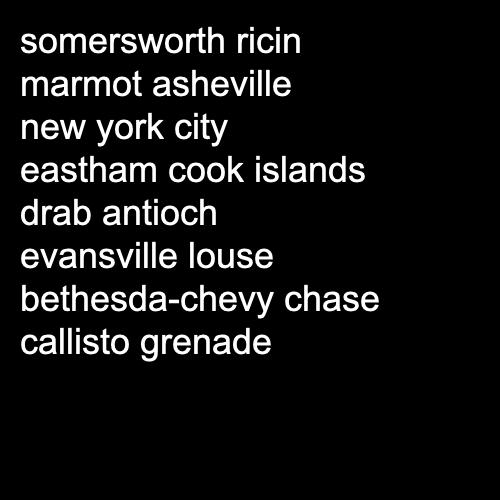 somersworth ricin
marmot asheville
new york city
eastham cook islands
drab antioch
evansville louse
bethesda-chevy chase
callisto grenade